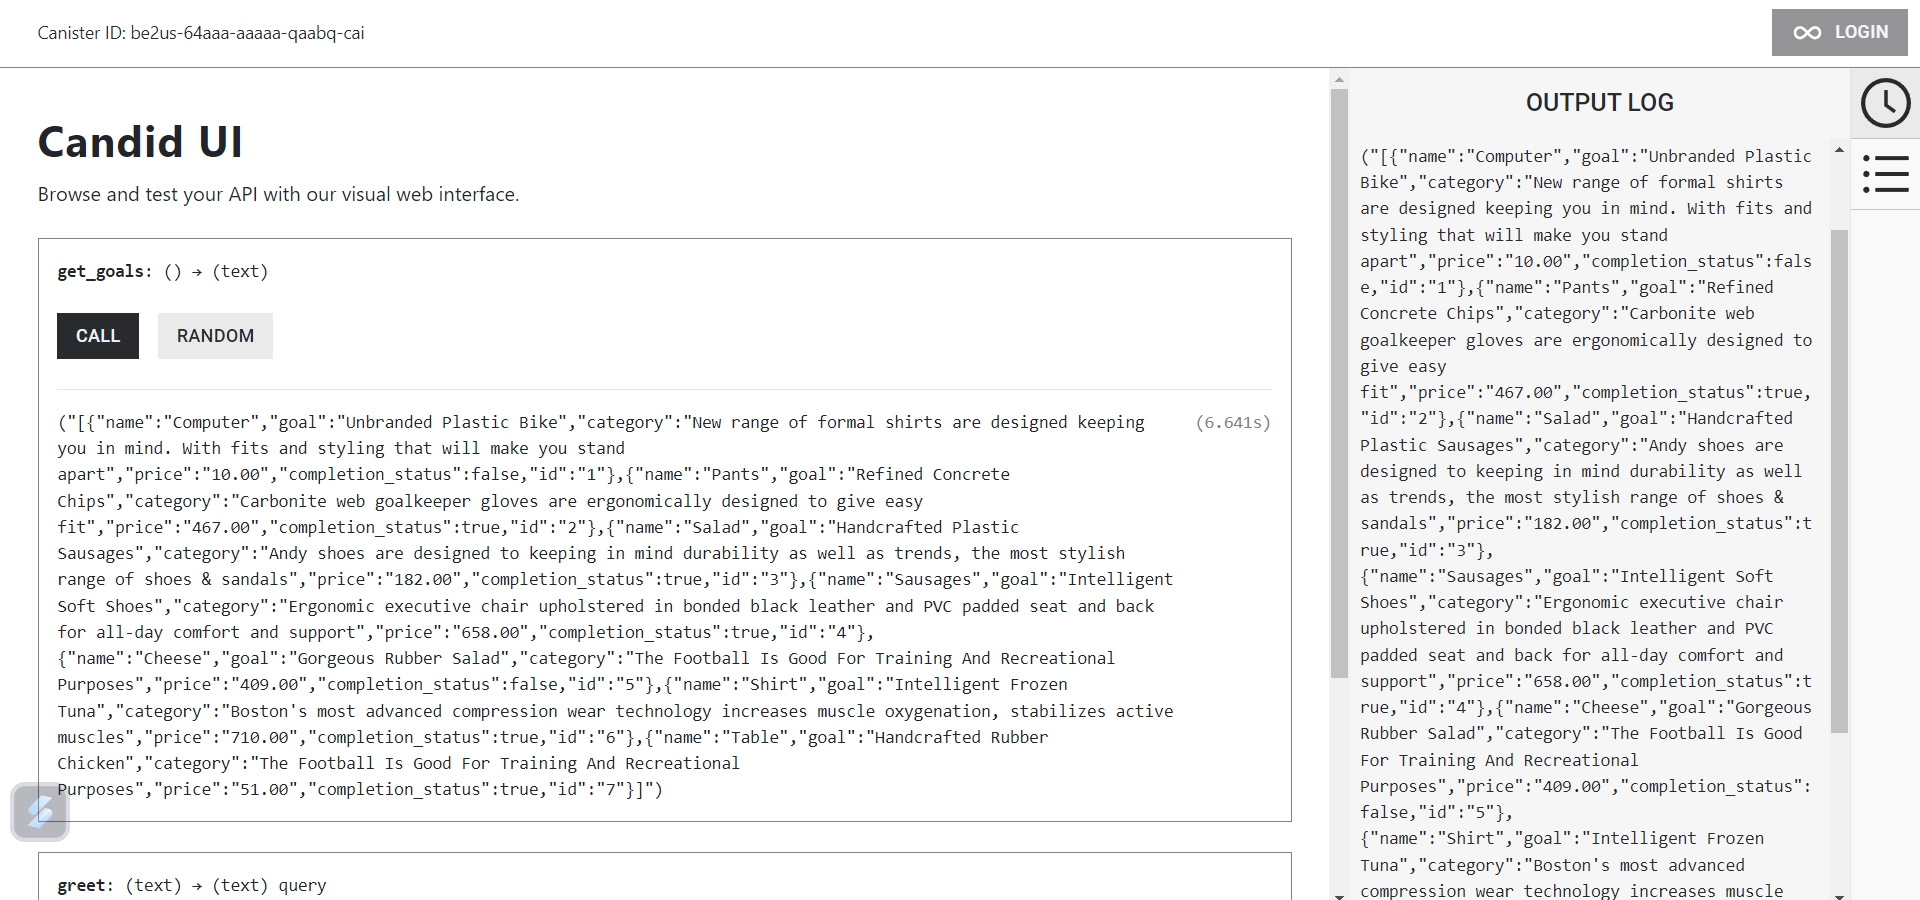 Canister ID: be2us-64aaa-aaaaa-qaabq-cai
LOGIN
Candid UI
Browse and test your API with our visual web interface.
get_goals: () → (text)
CALL
RANDOM
("[{"name":"Computer","goal":"Unbranded Plastic Bike","category":"New range of formal shirts are designed keeping
you in mind. With fits and styling that will make you stand
apart","price":"10.00","completion_status":false,"id":"1"},{"name":"Pants","goal":"Refined Concrete
Chips","category":"Carbonite web goalkeeper gloves are ergonomically designed to give easy
fit","price":"467.00","completion_status":true,"id":"2"},{"name":"Salad","goal":"Handcrafted Plastic
Sausages","category":"Andy shoes are designed to keeping in mind durability as well as trends, the most stylish
range of shoes & sandals","price":"182.00","completion_status":true,"id":"3"},{"name":"Sausages","goal":"Intelligent
Soft Shoes","category":"Ergonomic executive chair upholstered in bonded black leather and PVC padded seat and back
for all-day comfort and support","price":"658.00","completion_status":true,"id":"4"},
{"name":"Cheese","goal":"Gorgeous Rubber Salad","category":"The Football Is Good For Training And Recreational
Purposes","price":"409.00","completion_status":false,"id":"5"},{"name":"Shirt","goal":"Intelligent Frozen
Tuna","category":"Boston's most advanced compression wear technology increases muscle oxygenation, stabilizes active
muscles","price":"710.00","completion_status":true,"id":"6"},{"name":"Table","goal":"Handcrafted Rubber
Chicken","category":"The Football Is Good For Training And Recreational
Purposes","price":"51.00","completion_status":true,"id":"7"}]")
(6.641s)
greet: (text) → (text) query
OUTPUT LOG
("[{"name":"Computer","goal":"Unbranded Plastic
Bike","category":"New range of formal shirts
are designed keeping you in mind. With fits and
styling that will make you stand
apart","price":"10.00","completion_status":fals
e,"id":"1"},{"name":"Pants","goal":"Refined
Concrete Chips","category":"Carbonite web
goalkeeper gloves are ergonomically designed to
give easy
fit","price":"467.00","completion_status":true,
"id":"2"},{"name":"Salad","goal":"Handcrafted
Plastic Sausages","category":"Andy shoes are
designed to keeping in mind durability as well
as trends, the most stylish range of shoes &
sandals","price":"182.00","completion_status":t
rue,"id":"3"},
{"name":"Sausages","goal":"Intelligent Soft
Shoes","category":"Ergonomic executive chair
upholstered in bonded black leather and PVC
padded seat and back for all-day comfort and
support","price":"658.00","completion_status":t
rue,"id":"4"},{"name":"Cheese","goal":"Gorgeous
Rubber Salad","category":"The Football Is Good
For Training And Recreational
Purposes","price":"409.00","completion_status":
false,"id":"5"},
{"name":"Shirt","goal":"Intelligent Frozen
Tuna","category":"Boston's most advanced
compression wear technology increases muscle